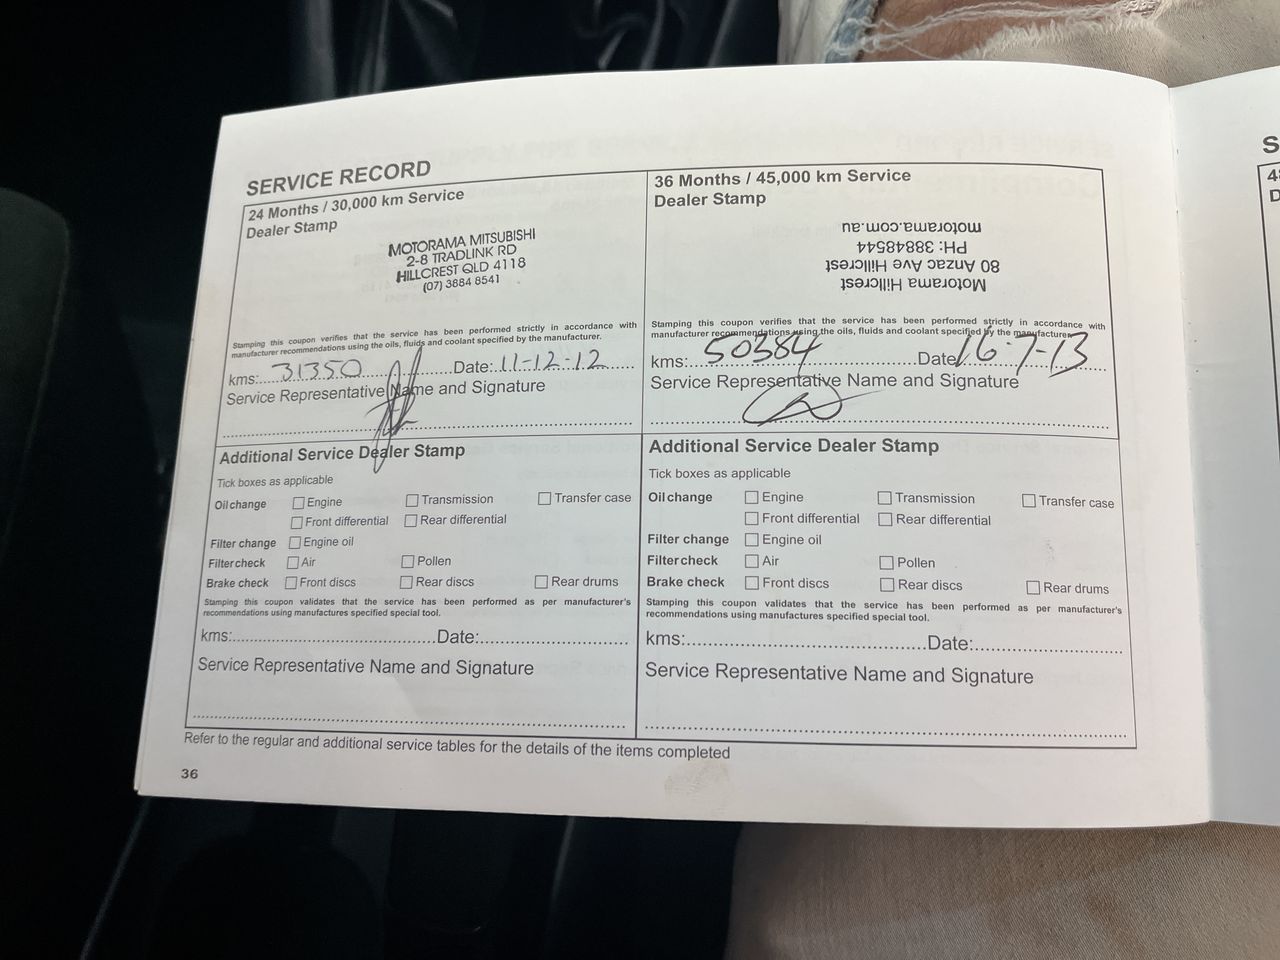 SERVICE RECORD
24 Months / 30,000 km Service
Dealer Stamp
MOTORAMA MITSUBISHI
2-8 TRADLINK RD
HILLCREST QLD 4118
(07) 3884 8541
Stamping this coupon verifies that the service has been performed strictly in accordance with
manufacturer recommendations using the oils, fluids and coolant specified by the manufacturer.
kms: 31350 Date: 11-12-12
Service Representative Name and Signature
Additional Service Dealer Stamp
Tick boxes as applicable
Oil change Engine Transmission Transfer case
Front differential Rear differential
Filter change Engine oil
Filter check Air Pollen
Brake check Front discs Rear discs Rear drums
Stamping this coupon validates that the service has been performed as per manufacturer's
recommendations using manufactures specified special tool.
kms: Date:
Service Representative Name and Signature
36 Months / 45,000 km Service
Dealer Stamp
Motorama Hillcrest
80 Anzac Ave Hillcrest
PH: 38848544
motorama.com.au
Stamping this coupon verifies that the service has been performed strictly in accordance with
manufacturer recommendations using the oils, fluids and coolant specified by the manufacturer.
kms: 50384 Date 16-7-13
Service Representative Name and Signature
Additional Service Dealer Stamp
Tick boxes as applicable
Oil change Engine Transmission Transfer case
Front differential Rear differential
Filter change Engine oil
Filter check Air Pollen
Brake check Front discs Rear discs Rear drums
Stamping this coupon validates that the service has been performed as per manufacturer's
recommendations using manufactures specified special tool.
kms: Date:
Service Representative Name and Signature
Refer to the regular and additional service tables for the details of the items completed
36